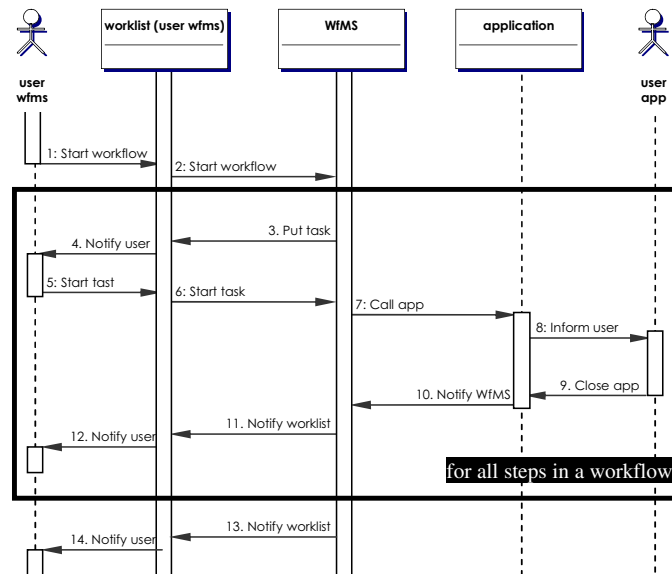 worklist (user wfms)
WfMS
application
user
wfms
user
app
1: Start workflow
2: Start workflow
3. Put task
4. Notify user
5: Start tast
6: Start task
7: Call app
8: Inform user
9. Close app
10. Notify WfMS
11. Notify worklist
12. Notify user
for all steps in a workflow
13. Notify worklist
14. Notify user